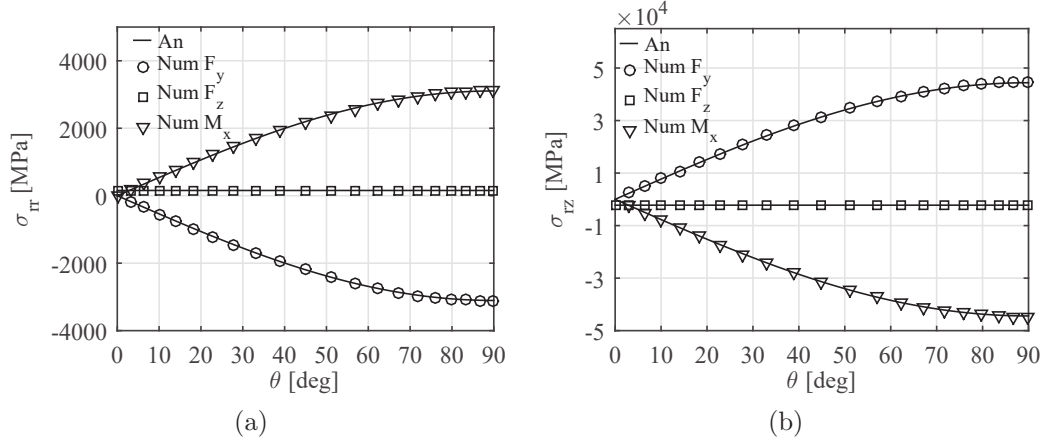 An
Num F_y
Num F_z
Num M_x
4000
2000
0
-2000
-4000
σ_rr [MPa]
0 10 20 30 40 50 60 70 80 90
θ [deg]
(a)
×10^4
An
Num F_y
Num F_z
Num M_x
5
3
1
-1
-3
-5
σ_rz [MPa]
0 10 20 30 40 50 60 70 80 90
θ [deg]
(b)